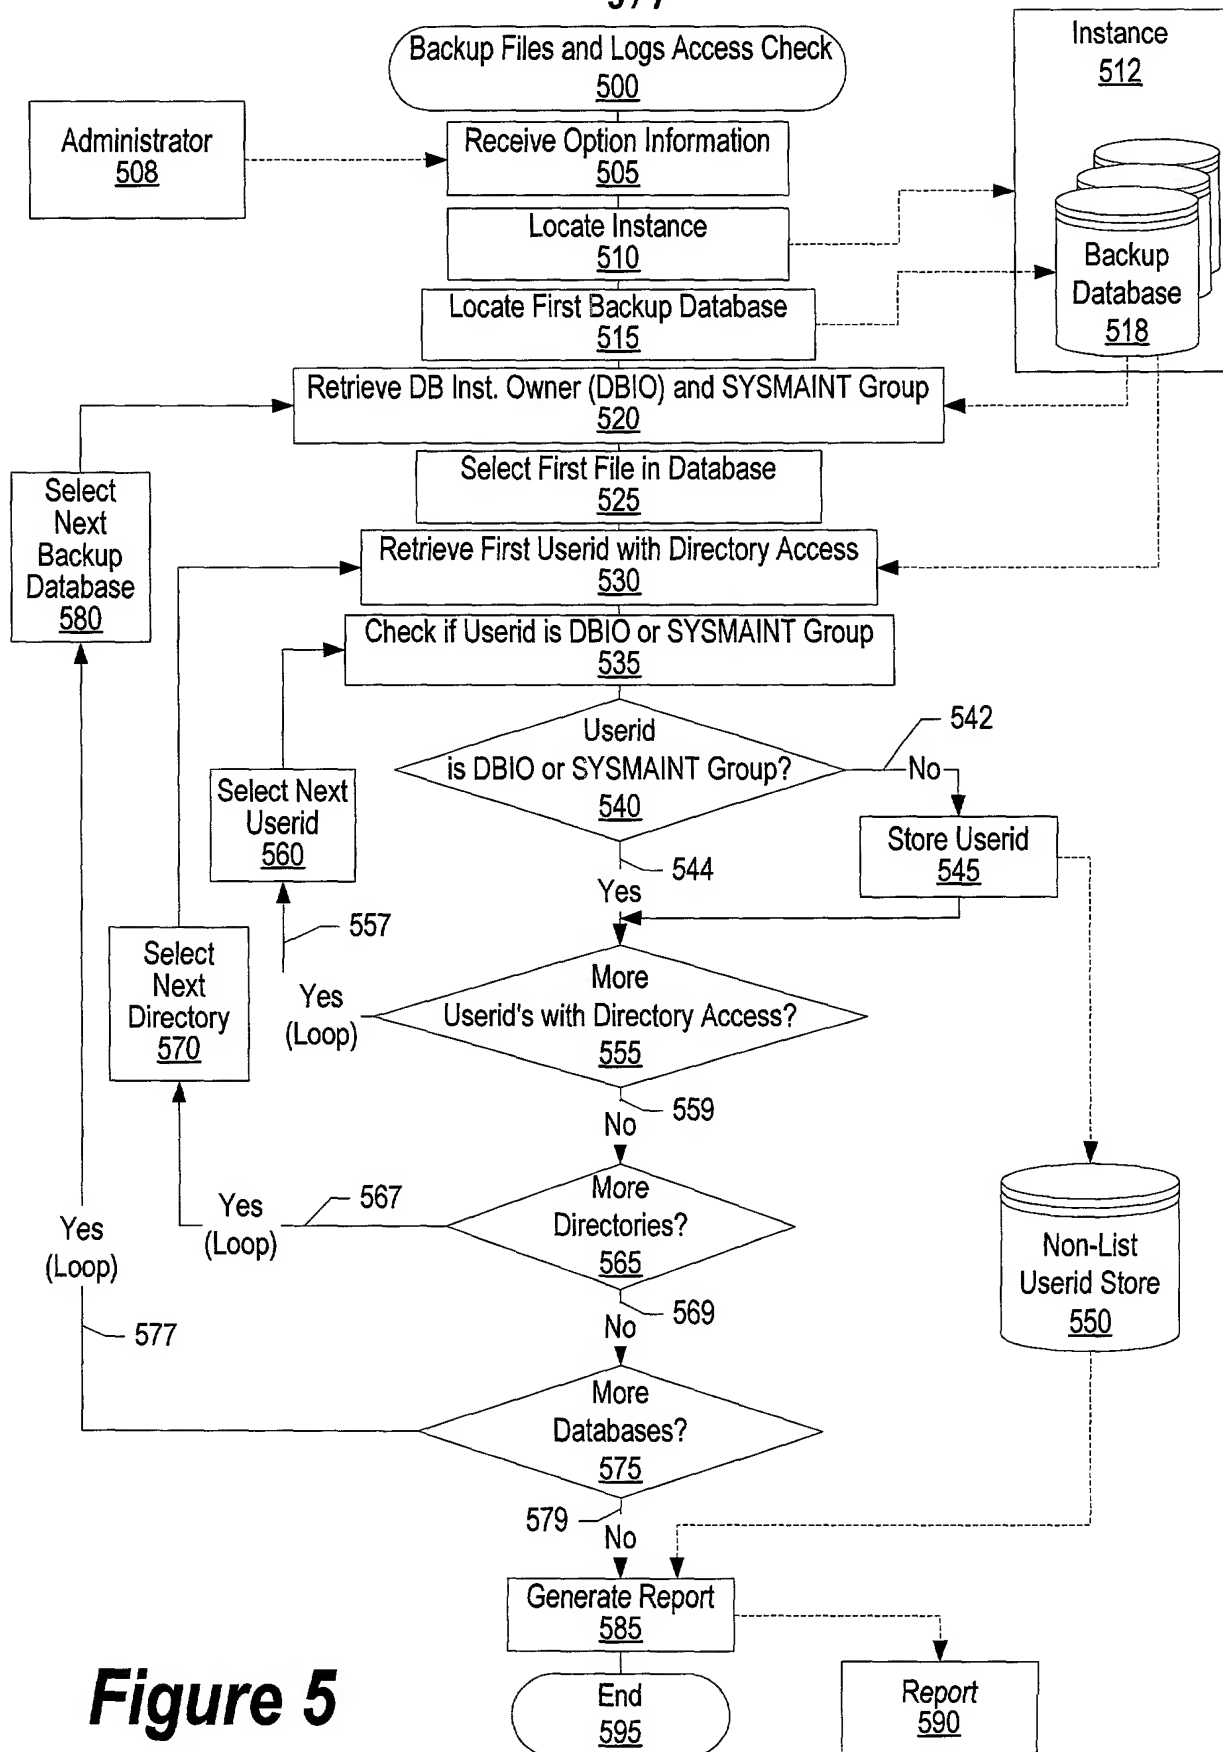 Backup Files and Logs Access Check
500
Instance
512
Administrator
508
Receive Option Information
505
Locate Instance
510
Locate First Backup Database
515
Backup
Database
518
Retrieve DB Inst. Owner (DBIO) and SYSMAINT Group
520
Select First File in Database
525
Select
Next
Backup
Database
580
Retrieve First Userid with Directory Access
530
Check if Userid is DBIO or SYSMAINT Group
535
Userid
is DBIO or SYSMAINT Group?
540
542
No
Select Next
Userid
560
Store Userid
545
544
Yes
557
Select
Next
Directory
570
Yes
(Loop)
More
Userid's with Directory Access?
555
559
No
Yes
(Loop)
567
More
Directories?
565
Yes
(Loop)
Non-List
Userid Store
550
569
No
577
More
Databases?
575
579
No
Generate Report
585
Figure 5
End
595
Report
590